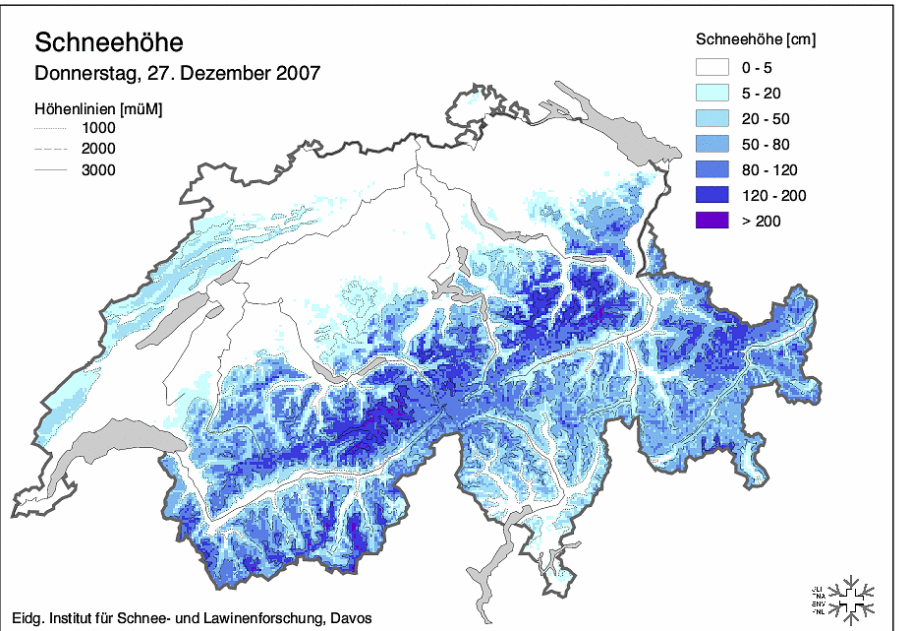 Schneehöhe
Donnerstag, 27. Dezember 2007
Höhenlinien [müM]
1000
2000
3000
Schneehöhe [cm]
0 - 5
5 - 20
20 - 50
50 - 80
80 - 120
120 - 200
> 200
Eidg. Institut für Schnee- und Lawinenforschung, Davos